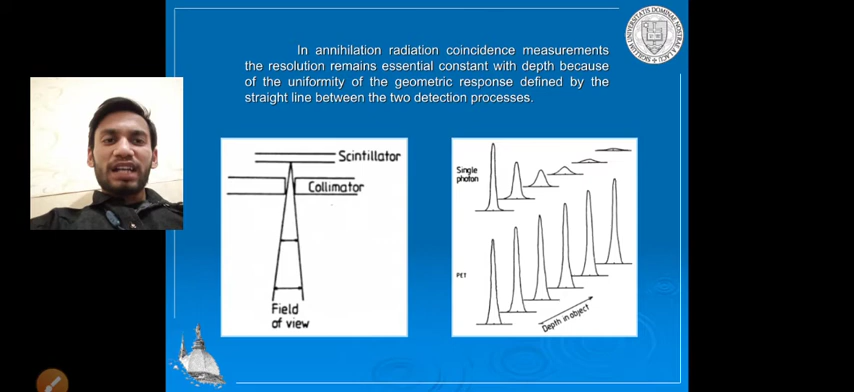 In annihilation radiation coincidence measurements
the resolution remains essential constant with depth because
of the uniformity of the geometric response defined by the
straight line between the two detection processes.
Scintillator
Collimator
Field
of view
Single
photon
PET
Depth in object